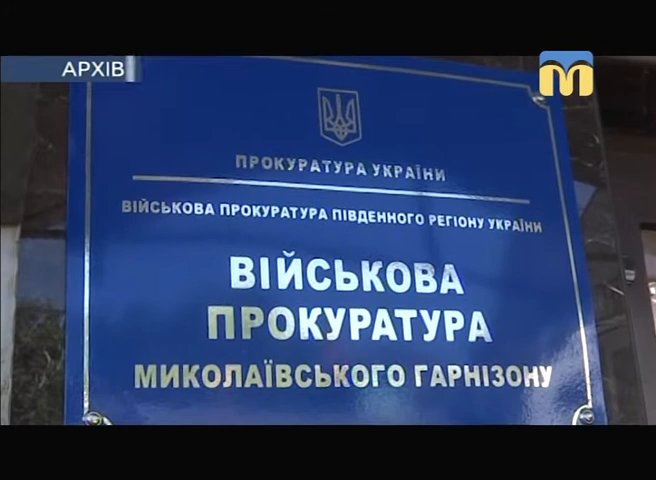 АРХІВ
ПРОКУРАТУРА УКРАЇНИ
ВІЙСЬКОВА ПРОКУРАТУРА ПІВДЕННОГО РЕГІОНУ УКРАЇНИ
ВІЙСЬКОВА
ПРОКУРАТУРА
МИКОЛАЇВСЬКОГО ГАРНІЗОНУ